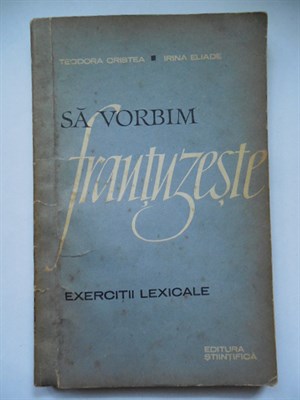 TEODORA CRISTEA ■ IRINA ELIADE
SĂ VORBIM
franțuzește
EXERCIȚII LEXICALE
EDITURA
ȘTIINȚIFICĂ